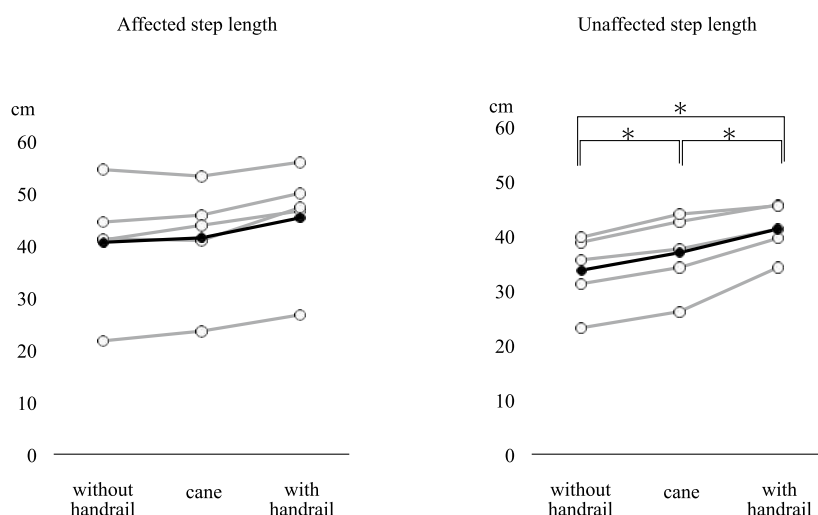 Affected step length
cm
60
50
40
30
20
10
0
without handrail
cane
with handrail
Unaffected step length
cm
60
50
40
30
20
10
0
*
*
*
without handrail
cane
with handrail